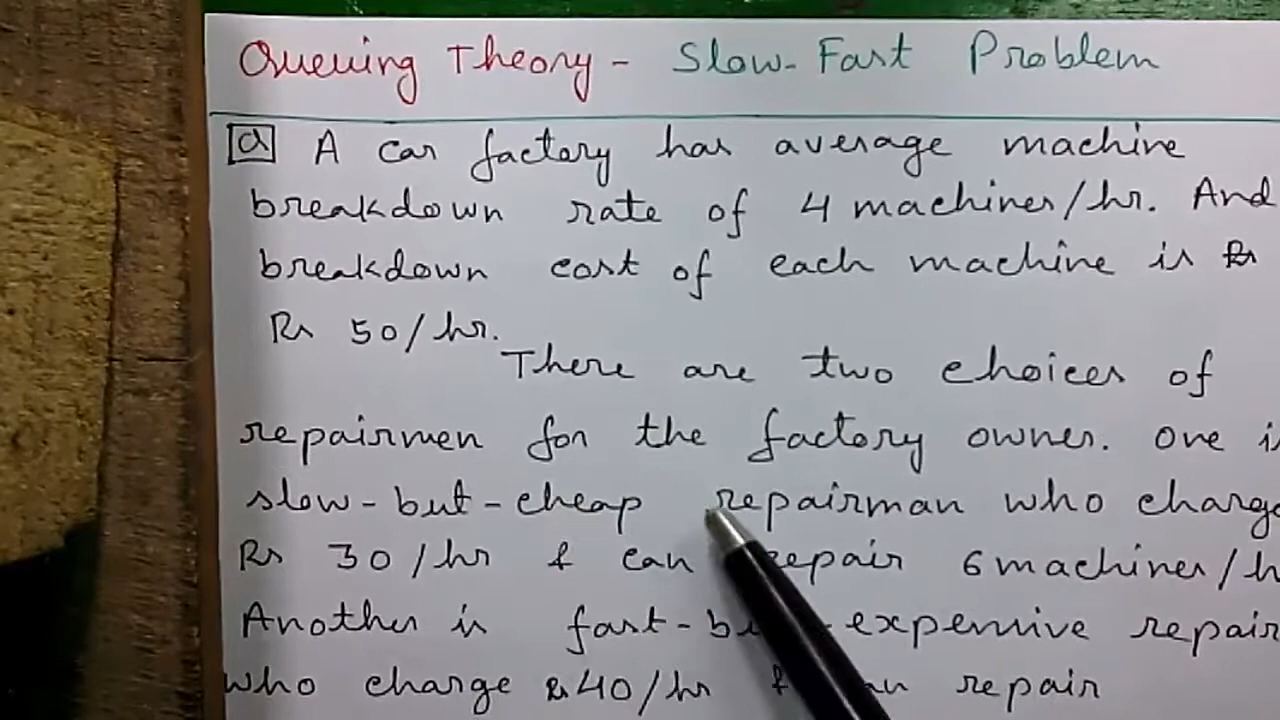 Queuing Theory - Slow-Fast Problem
Q A car factory has average machine
breakdown rate of 4 machines/hr. And
breakdown cost of each machine is Rs
Rs 50/hr.
There are two choices of
repairmen for the factory owner. One is
slow-but-cheap repairman who charge
Rs 30/hr & can repair 6 machines/h
Another is fast-b expensive repair
who charge Rs 40/hr repair